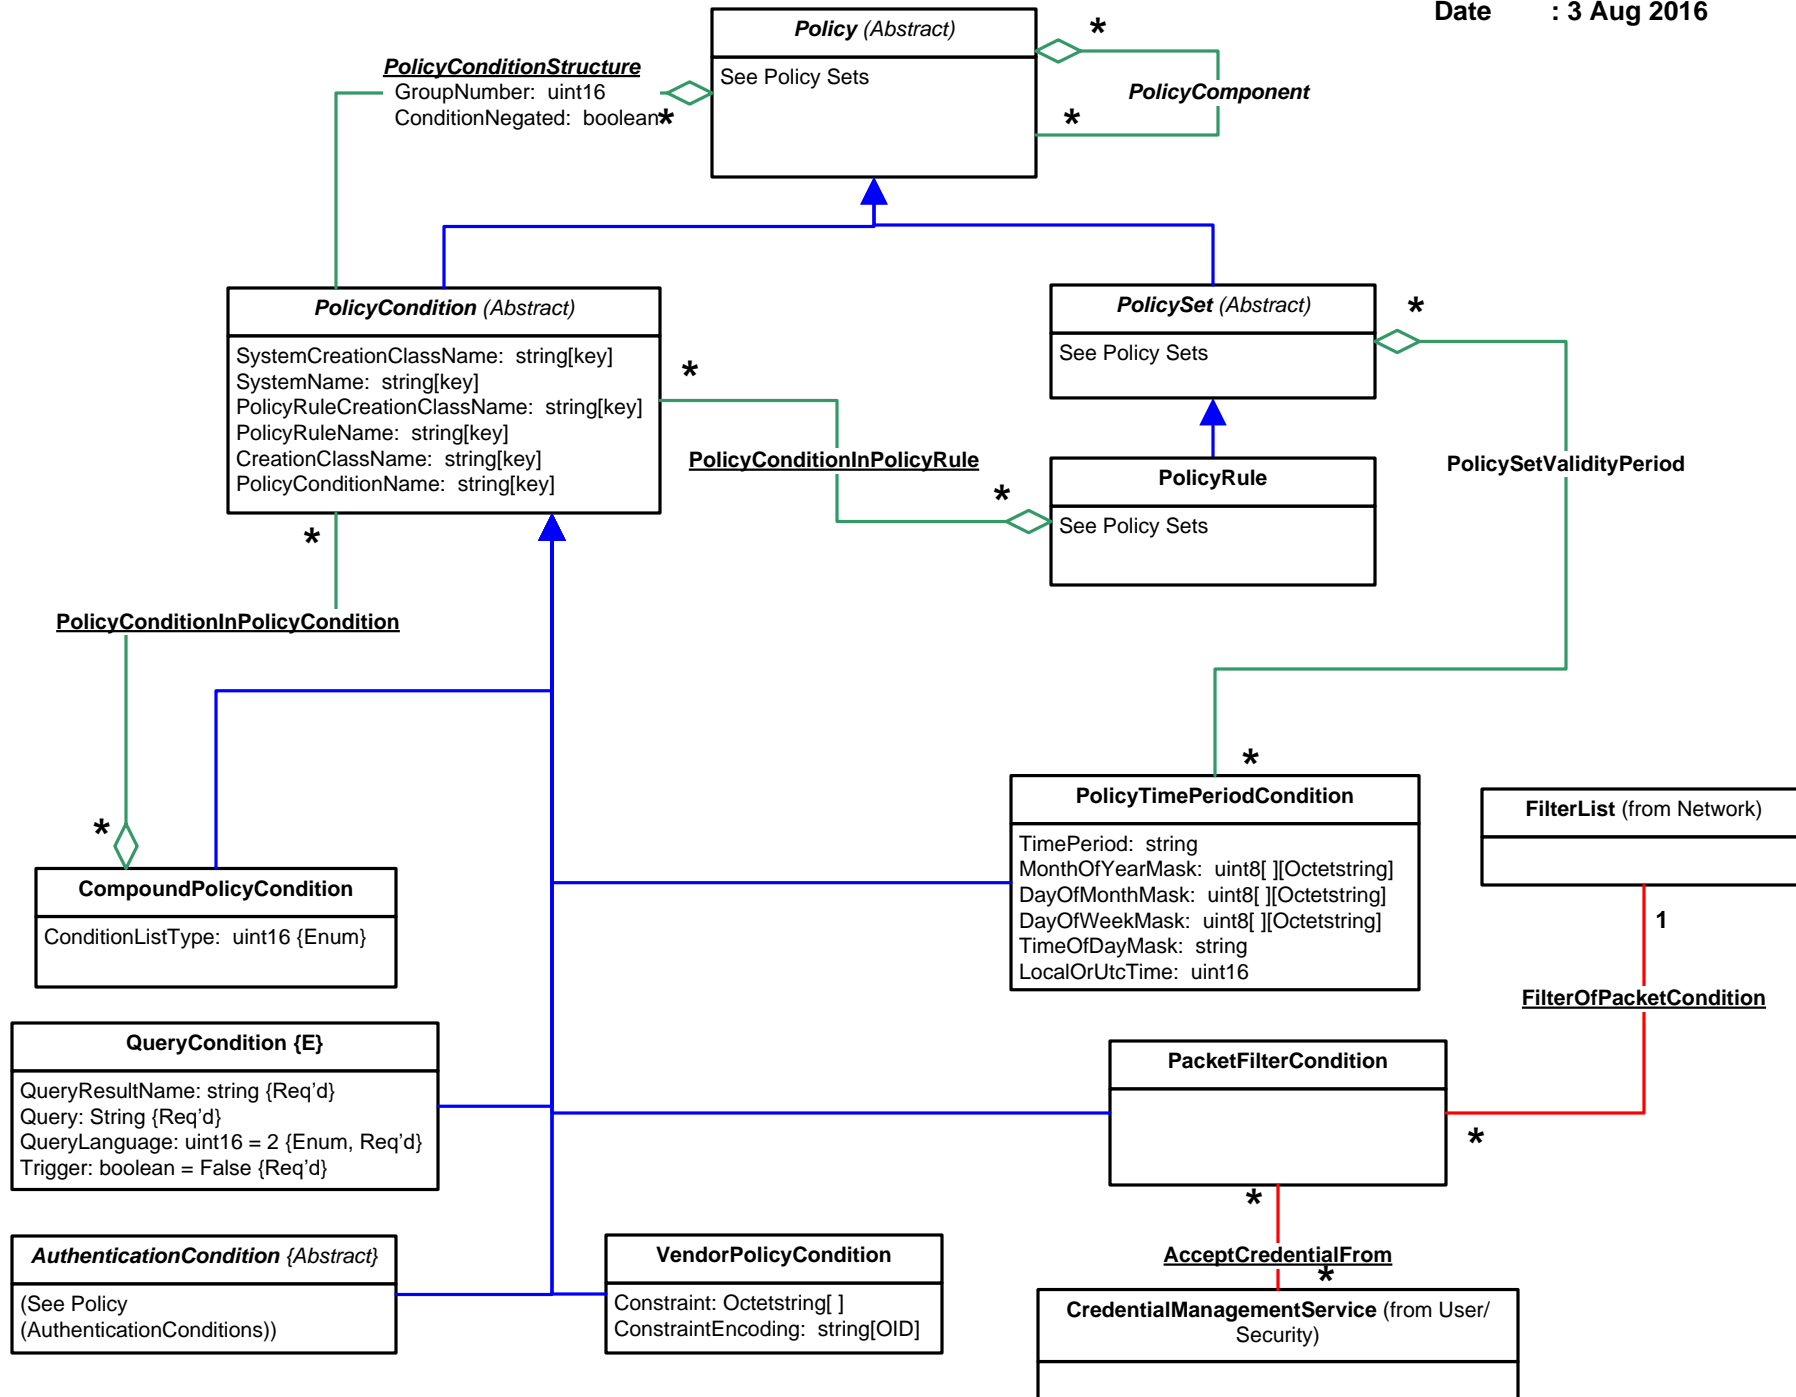 Date : 3 Aug 2016
Policy (Abstract)
See Policy Sets
*
PolicyComponent
*
PolicyConditionStructure
GroupNumber: uint16
ConditionNegated: boolean
*
PolicyCondition (Abstract)
SystemCreationClassName: string[key]
SystemName: string[key]
PolicyRuleCreationClassName: string[key]
PolicyRuleName: string[key]
CreationClassName: string[key]
PolicyConditionName: string[key]
*
PolicyConditionInPolicyRule
*
PolicySet (Abstract)
See Policy Sets
*
PolicySetValidityPeriod
PolicyRule
See Policy Sets
*
PolicyConditionInPolicyCondition
*
CompoundPolicyCondition
ConditionListType: uint16 {Enum}
*
PolicyTimePeriodCondition
TimePeriod: string
MonthOfYearMask: uint8[ ][Octetstring]
DayOfMonthMask: uint8[ ][Octetstring]
DayOfWeekMask: uint8[ ][Octetstring]
TimeOfDayMask: string
LocalOrUtcTime: uint16
FilterList (from Network)
1
FilterOfPacketCondition
*
QueryCondition {E}
QueryResultName: string {Req’d}
Query: String {Req’d}
QueryLanguage: uint16 = 2 {Enum, Req’d}
Trigger: boolean = False {Req’d}
PacketFilterCondition
*
AcceptCredentialFrom
*
AuthenticationCondition {Abstract}
(See Policy
(AuthenticationConditions))
VendorPolicyCondition
Constraint: Octetstring[ ]
ConstraintEncoding: string[OID]
CredentialManagementService (from User/
Security)